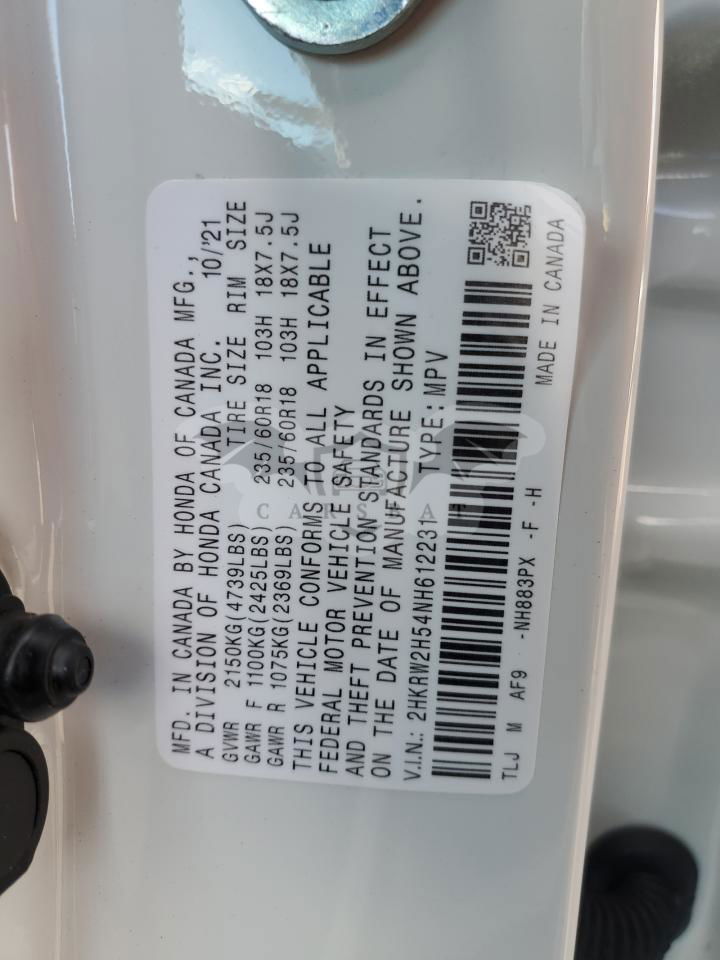 MFD. IN CANADA BY HONDA OF CANADA MFG.,
A DIVISION OF HONDA CANADA INC. 10/'21
GVWR 2150KG(4739LBS) TIRE SIZE RIM SIZE
GAWR F 1100KG(2425LBS) 235/60R18 103H 18X7.5J
GAWR R 1075KG(2369LBS) 235/60R18 103H 18X7.5J
THIS VEHICLE CONFORMS TO ALL APPLICABLE
FEDERAL MOTOR VEHICLE SAFETY
AND THEFT PREVENTION STANDARDS IN EFFECT
ON THE DATE OF MANUFACTURE SHOWN ABOVE.
V.I.N.: 2HKRW2H54NH612231 TYPE: MPV
TLJ M AF9 -NH883PX -F -H
MADE IN CANADA
CARSBAT